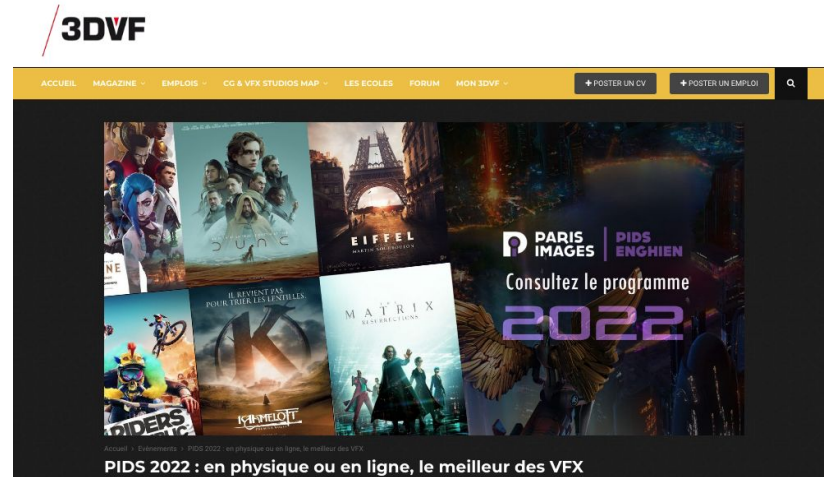 3DVF
ACCUEIL MAGAZINE EMPLOIS CG & VFX STUDIOS MAP LES ECOLES FORUM MON 3DVF + POSTER UN CV + POSTER UN EMPLOI
DUNE
EIFFEL
PARIS IMAGES PIDS ENGHIEN
Consultez le programme
2022
IL REVIENT PAS
POUR TRIER LES LENTILLES.
K
KAAMELOTT
MATRIX
RESURRECTIONS
RIDERS
Accueil > Evènements > PIDS 2022 : en physique ou en ligne, le meilleur des VFX
PIDS 2022 : en physique ou en ligne, le meilleur des VFX